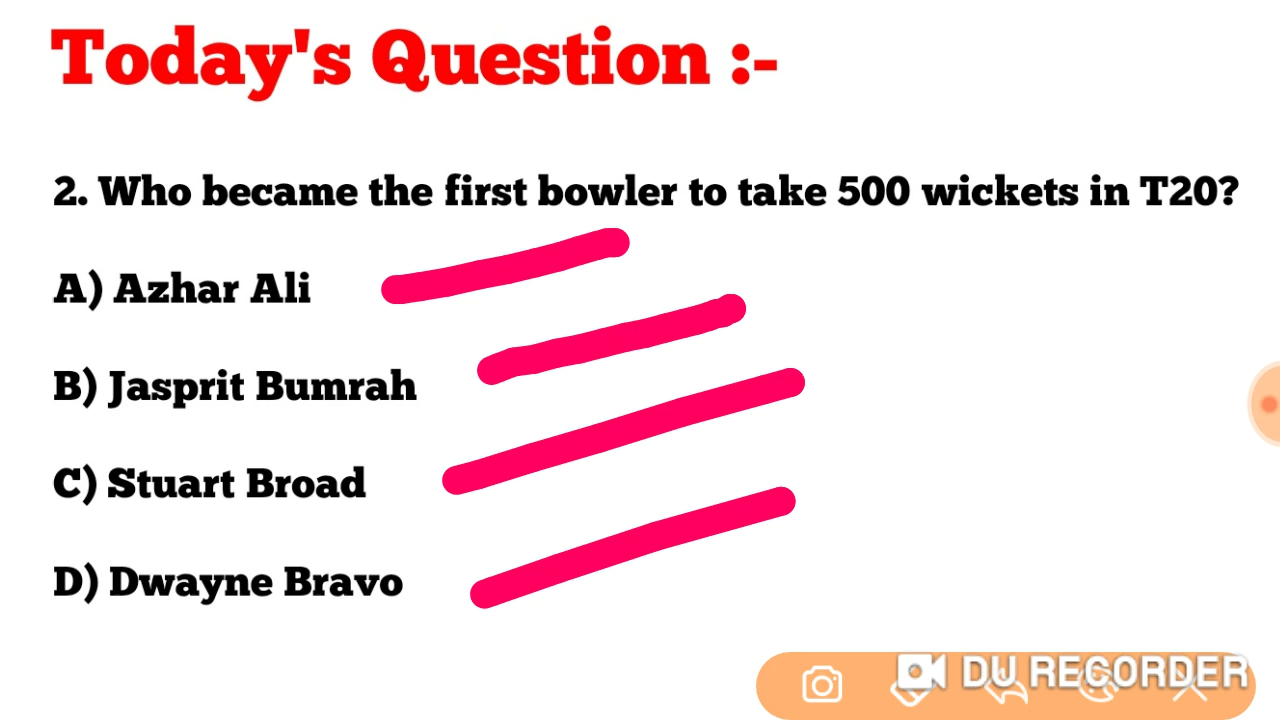 Today's Question :-
2. Who became the first bowler to take 500 wickets in T20?
A) Azhar Ali
B) Jasprit Bumrah
C) Stuart Broad
D) Dwayne Bravo
DU RECORDER